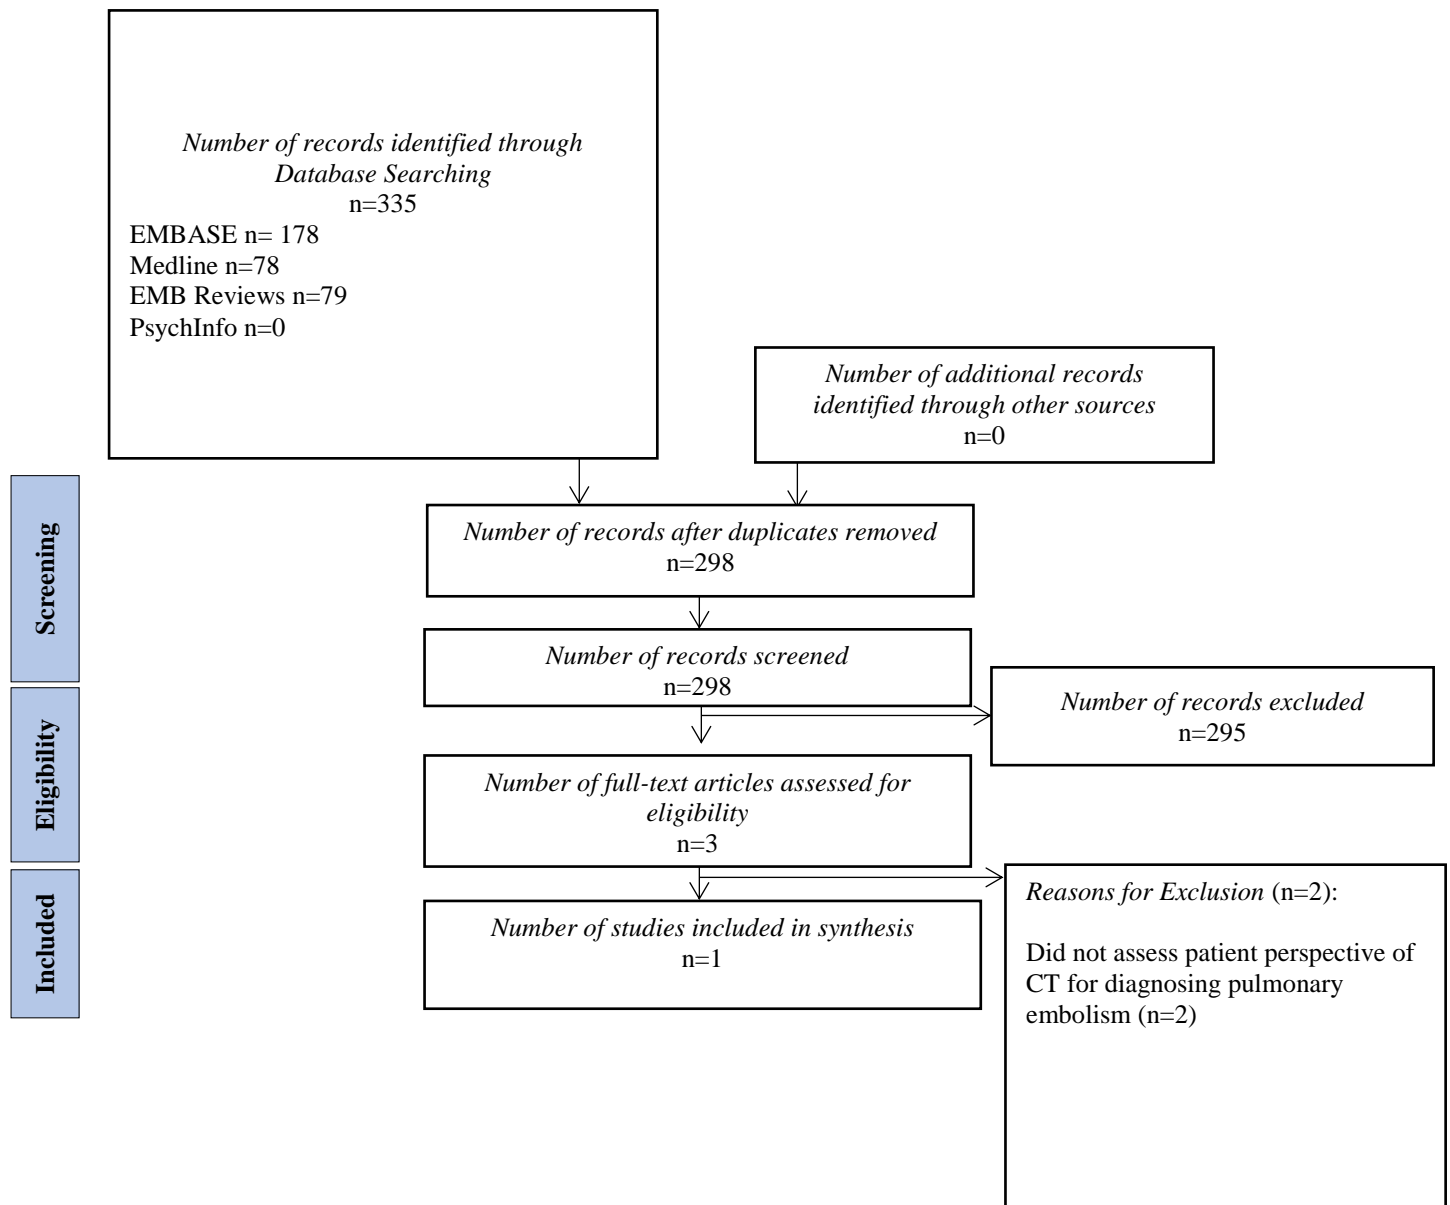 Number of records identified through
Database Searching
n=335
EMBASE n= 178
Medline n=78
EMB Reviews n=79
PsychInfo n=0
Number of additional records
identified through other sources
n=0
Screening
Number of records after duplicates removed
n=298
Number of records screened
n=298
Number of records excluded
n=295
Eligibility
Number of full-text articles assessed for
eligibility
n=3
Included
Number of studies included in synthesis
n=1
Reasons for Exclusion (n=2):
Did not assess patient perspective of
CT for diagnosing pulmonary
embolism (n=2)